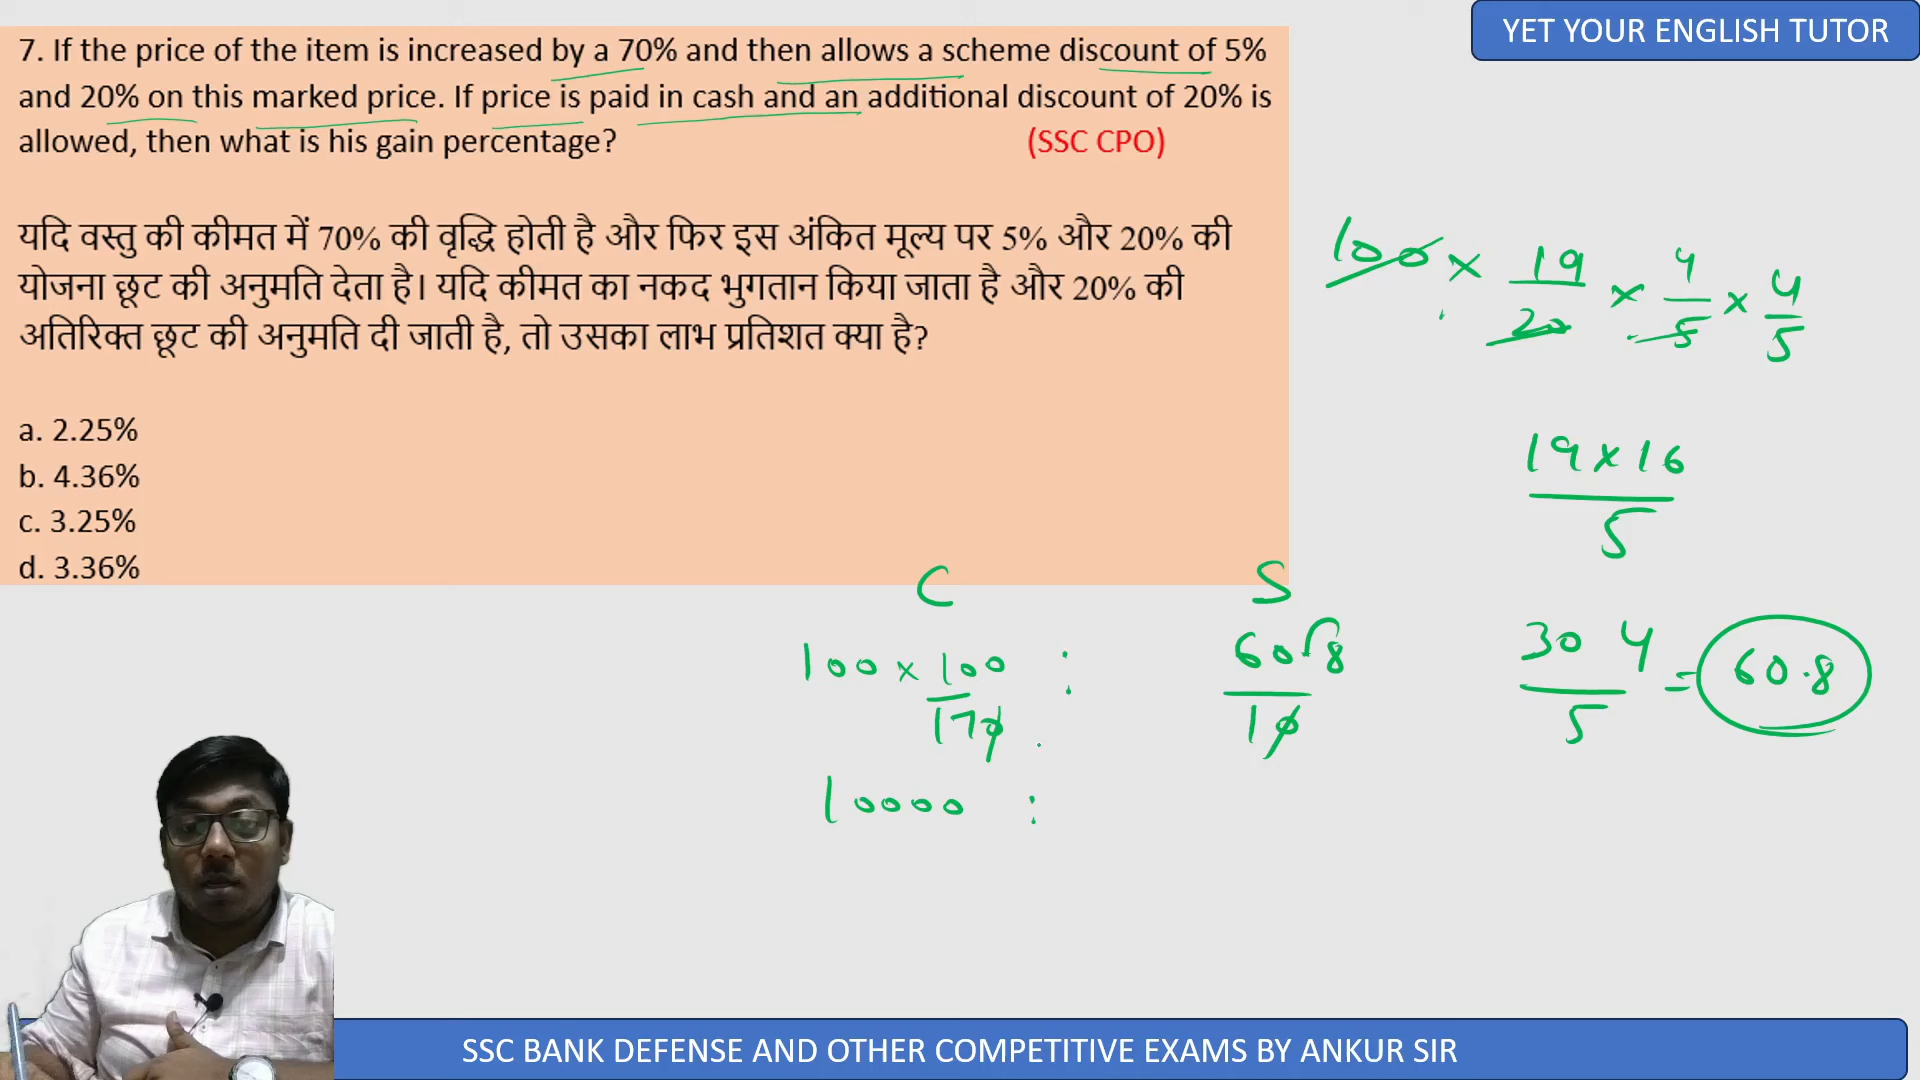 YET YOUR ENGLISH TUTOR
7. If the price of the item is increased by a 70% and then allows a scheme discount of 5%
and 20% on this marked price. If price is paid in cash and an additional discount of 20% is
allowed, then what is his gain percentage? (SSC CPO)
यदि वस्तु की कीमत में 70% की वृद्धि होती है और फिर इस अंकित मूल्य पर 5% और 20% की
योजना छूट की अनुमति देता है। यदि कीमत का नकद भुगतान किया जाता है और 20% की
अतिरिक्त छूट की अनुमति दी जाती है, तो उसका लाभ प्रतिशत क्या है?
a. 2.25%
b. 4.36%
c. 3.25%
d. 3.36%
100 × 19/20 × 4/5 × 4/5
19×16/5
304/5 = 60.8
C S
100×100/170 : 60.8/10
10000 :
SSC BANK DEFENSE AND OTHER COMPETITIVE EXAMS BY ANKUR SIR